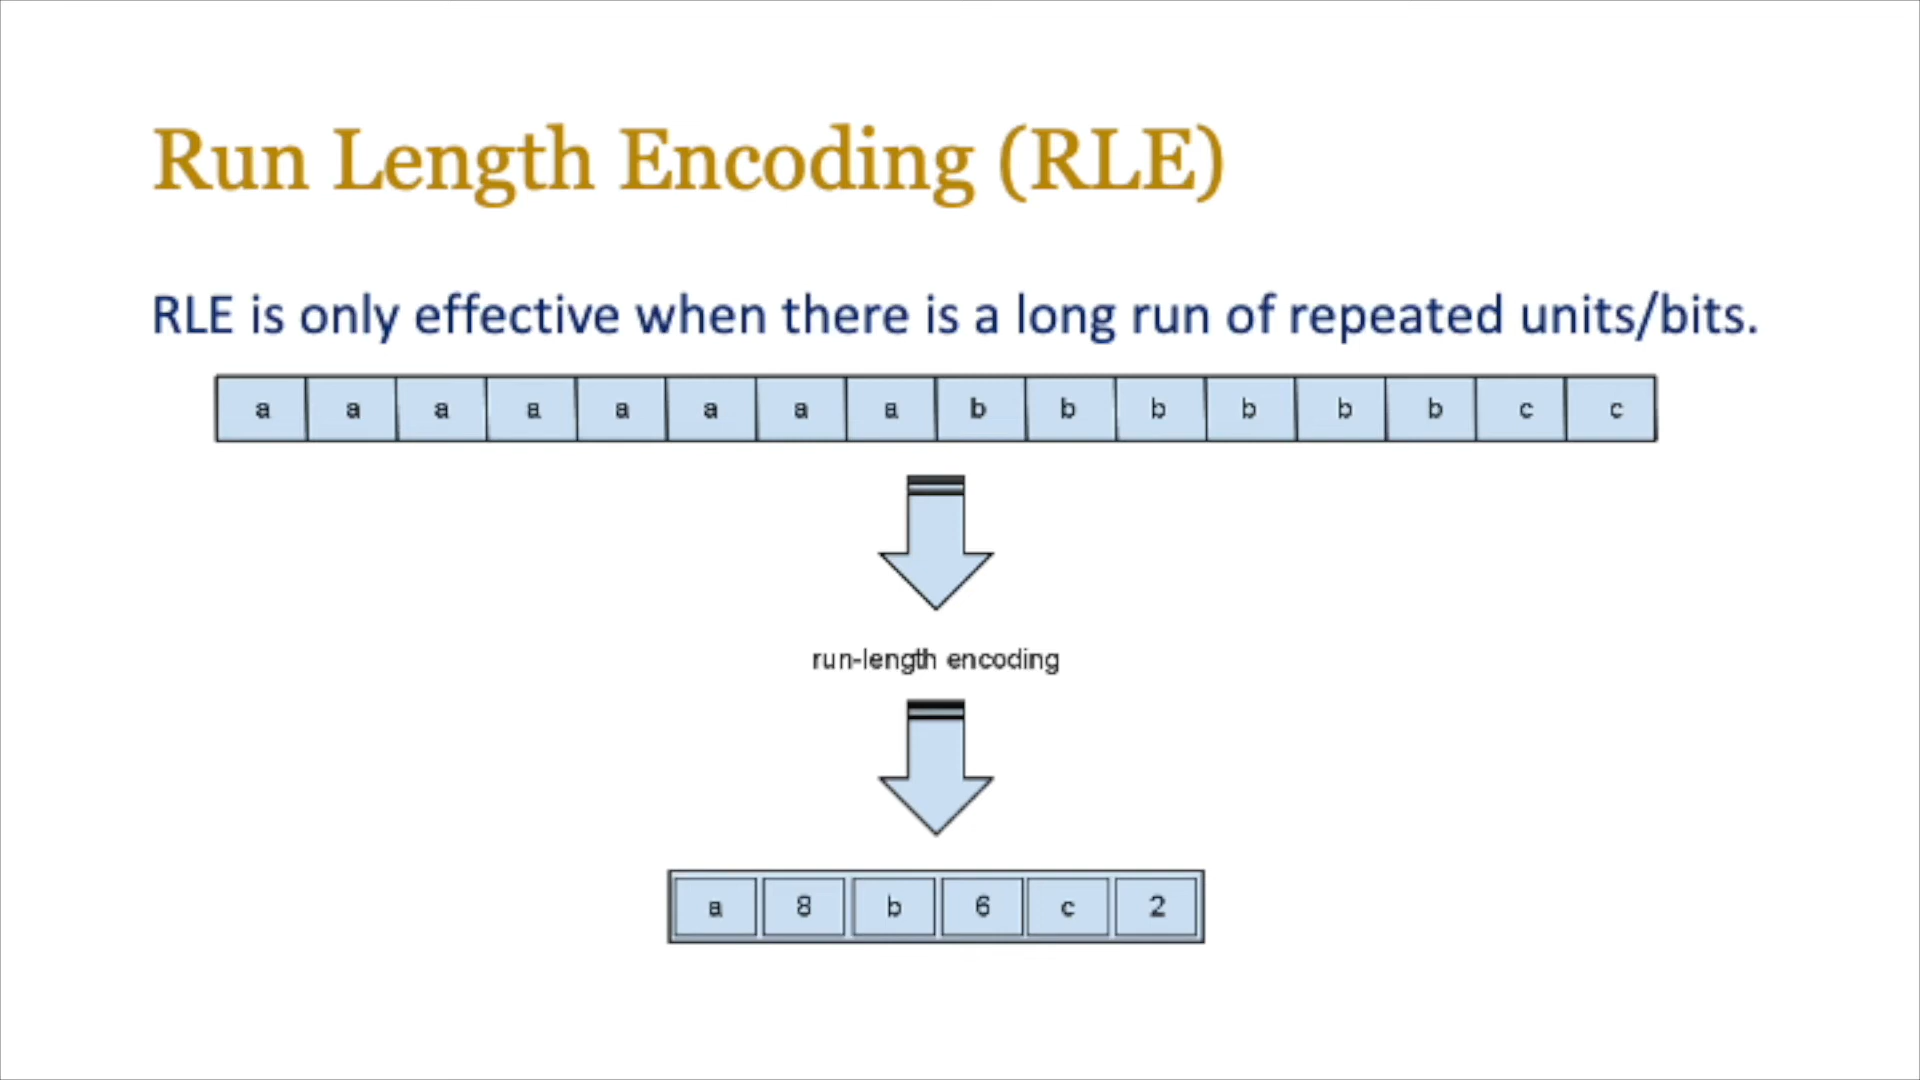 Run Length Encoding (RLE)
RLE is only effective when there is a long run of repeated units/bits.
a a a a a a a a b b b b b b c c
run-length encoding
a 8 b 6 c 2